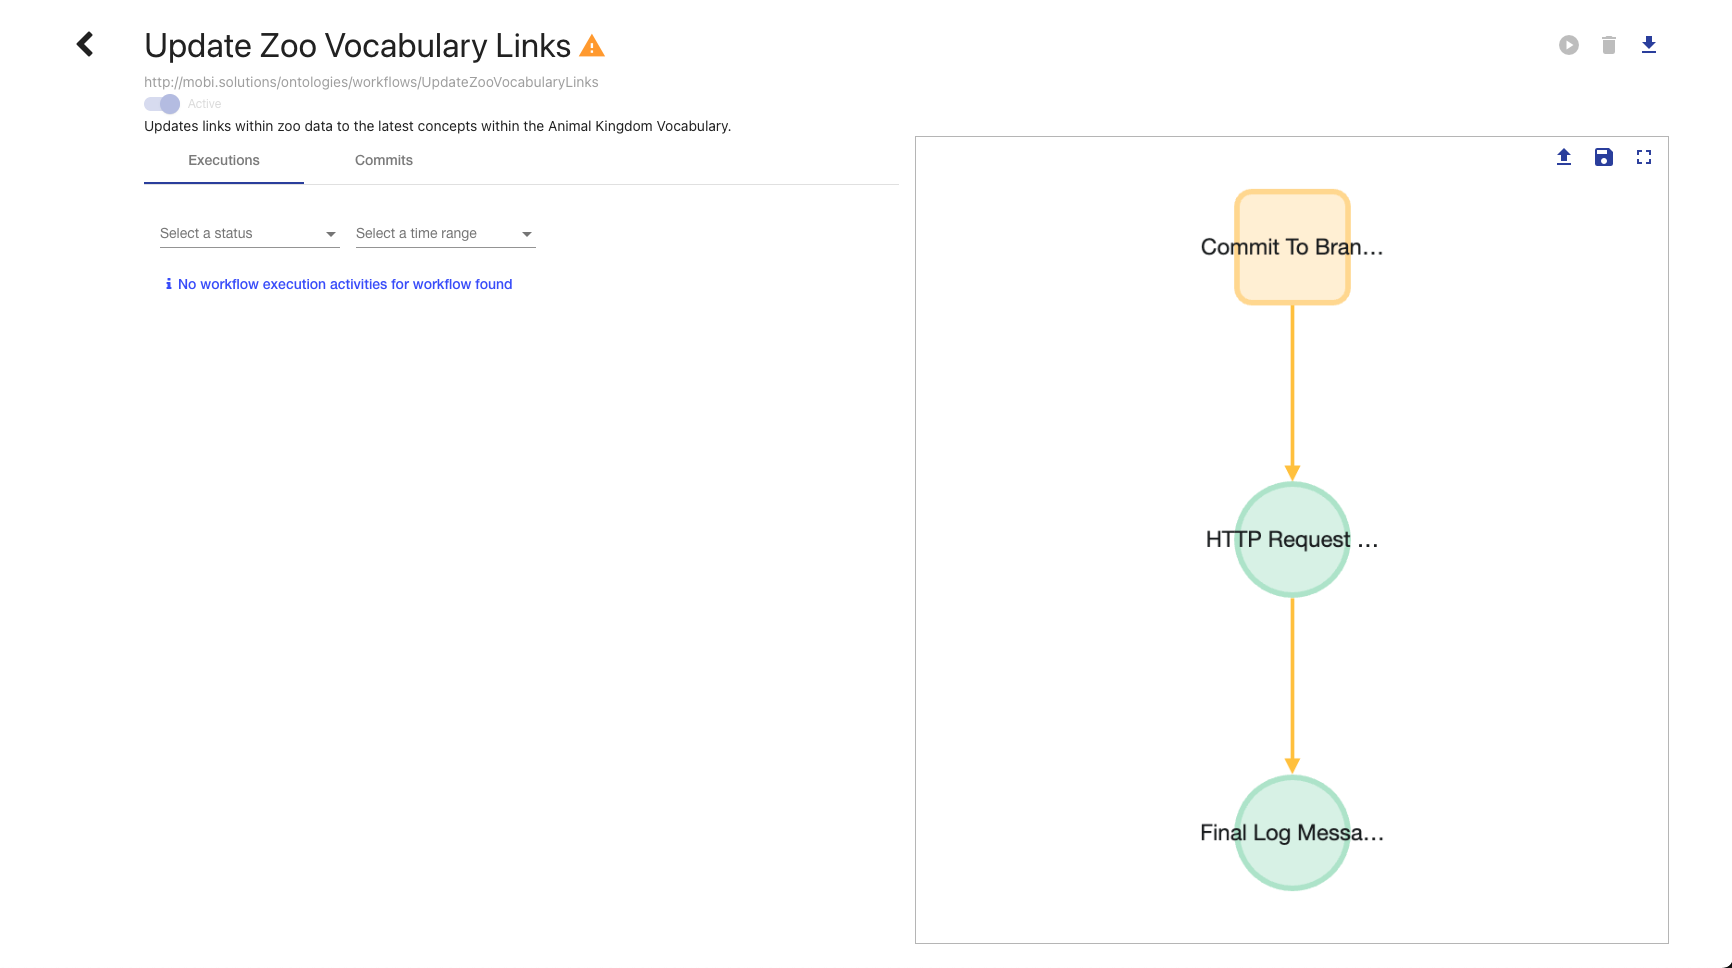 Update Zoo Vocabulary Links
http://mobi.solutions/ontologies/workflows/UpdateZooVocabularyLinks
Active
Updates links within zoo data to the latest concepts within the Animal Kingdom Vocabulary.
Executions
Commits
Select a status
Select a time range
No workflow execution activities for workflow found
Commit To Bran...
HTTP Request ...
Final Log Messa...